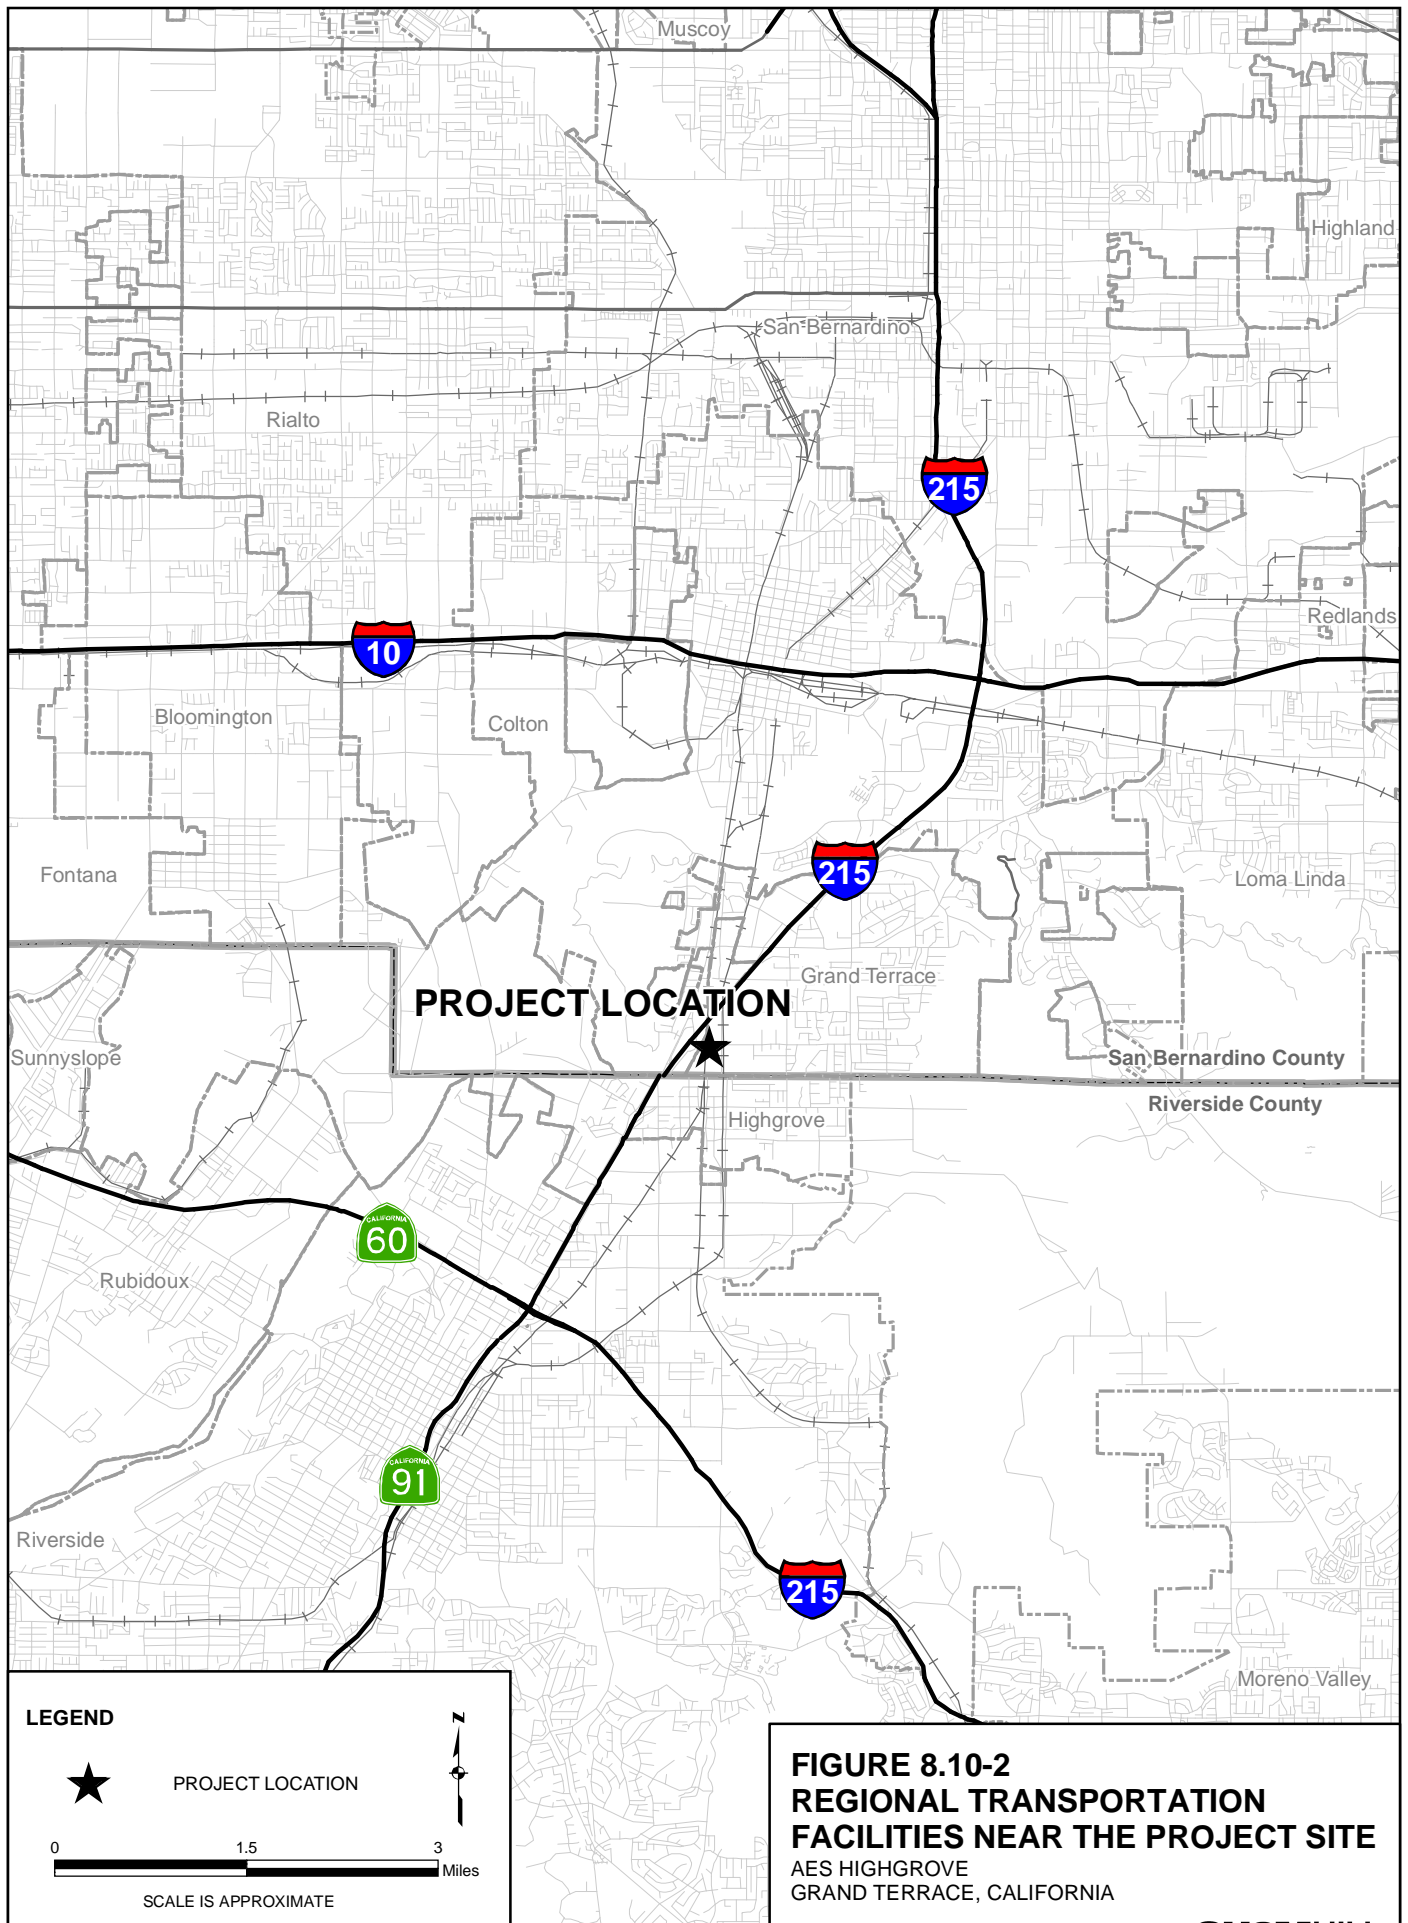 Muscoy
Highland
San Bernardino
Rialto
215
Redlands
10
Bloomington
Colton
215
Fontana
Loma Linda
Grand Terrace
PROJECT LOCATION
Sunnyslope
San Bernardino County
Riverside County
Highgrove
CALIFORNIA
60
Rubidoux
CALIFORNIA
91
Riverside
215
Moreno Valley
LEGEND
N
PROJECT LOCATION
0 1.5 3
Miles
SCALE IS APPROXIMATE
FIGURE 8.10-2
REGIONAL TRANSPORTATION
FACILITIES NEAR THE PROJECT SITE
AES HIGHGROVE
GRAND TERRACE, CALIFORNIA